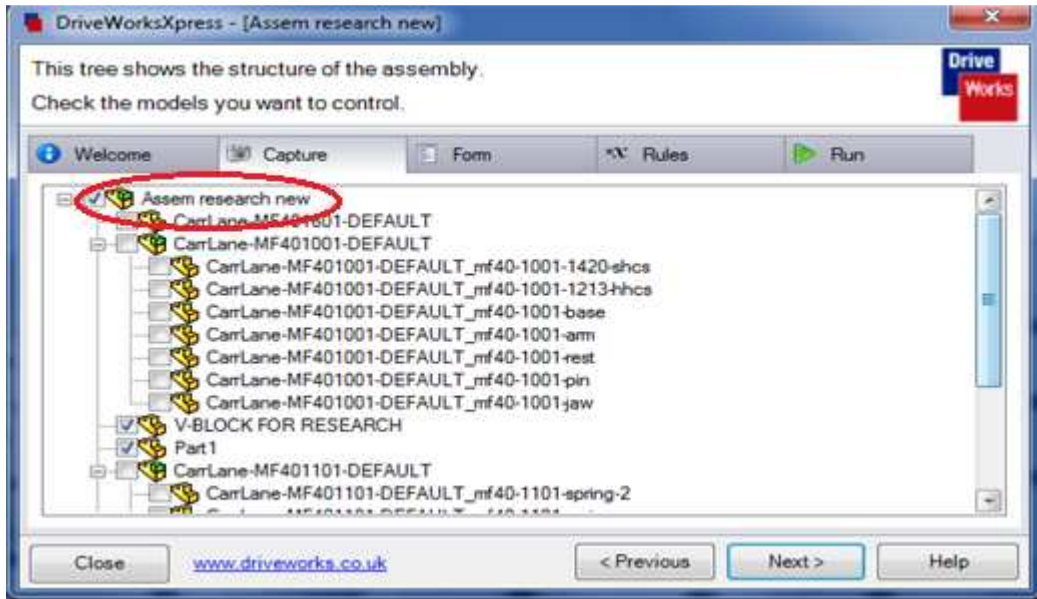 DriveWorksXpress - [Assem research new]
This tree shows the structure of the assembly.
Check the models you want to control.
Drive
Works
Welcome Capture Form Rules Run
Assem research new
CarrLane-MF401601-DEFAULT
CarrLane-MF401001-DEFAULT
CarrLane-MF401001-DEFAULT_mf40-1001-1420-shcs
CarrLane-MF401001-DEFAULT_mf40-1001-1213-hhcs
CarrLane-MF401001-DEFAULT_mf40-1001-base
CarrLane-MF401001-DEFAULT_mf40-1001-arm
CarrLane-MF401001-DEFAULT_mf40-1001-rest
CarrLane-MF401001-DEFAULT_mf40-1001-pin
CarrLane-MF401001-DEFAULT_mf40-1001-jaw
V-BLOCK FOR RESEARCH
Part1
CarrLane-MF401101-DEFAULT
CarrLane-MF401101-DEFAULT_mf40-1101-spring-2
Close www.driveworks.co.uk < Previous Next > Help